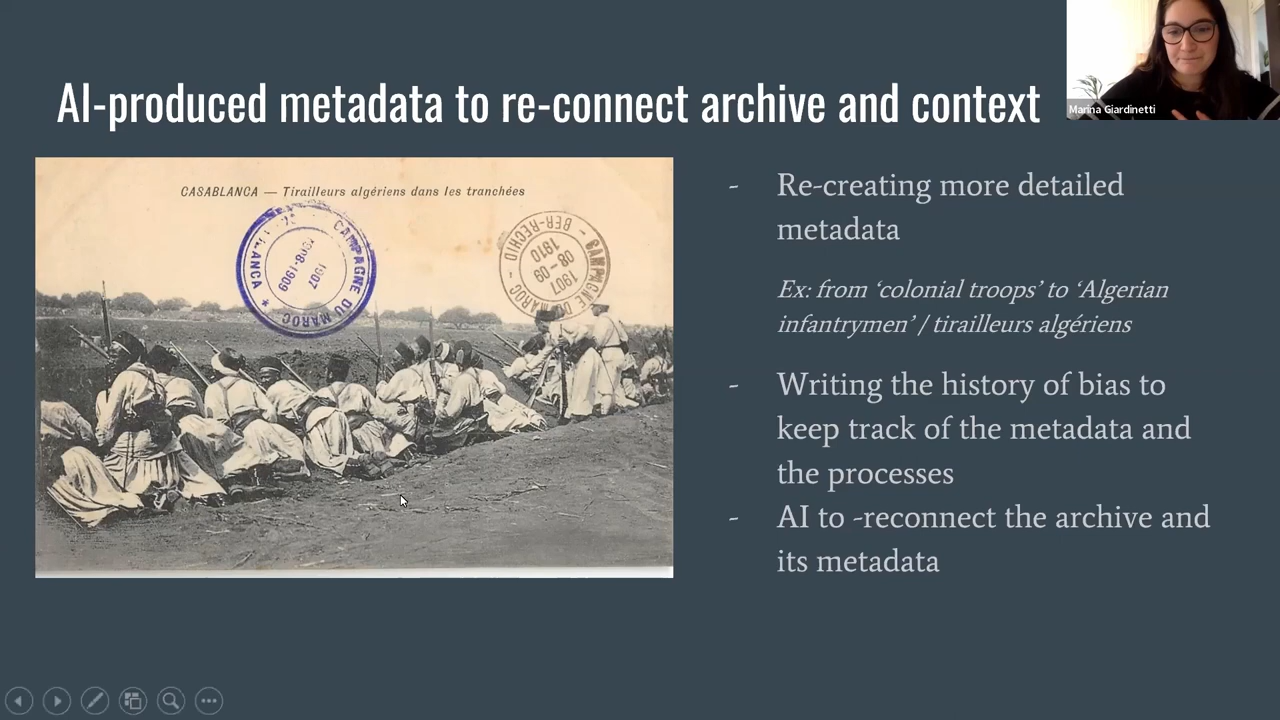 AI-produced metadata to re-connect archive and context
Marina Giardinetti
CASABLANCA — Tirailleurs algériens dans les tranchées
CAMPAGNE DU MAROC
1907
1908-1909
CAMPAGNE DU MAROC - BER-RECHID -
1907
08-09
1910
- Re-creating more detailed
metadata
Ex: from ‘colonial troops’ to ‘Algerian
infantrymen’ / tirailleurs algériens
- Writing the history of bias to
keep track of the metadata and
the processes
- AI to -reconnect the archive and
its metadata